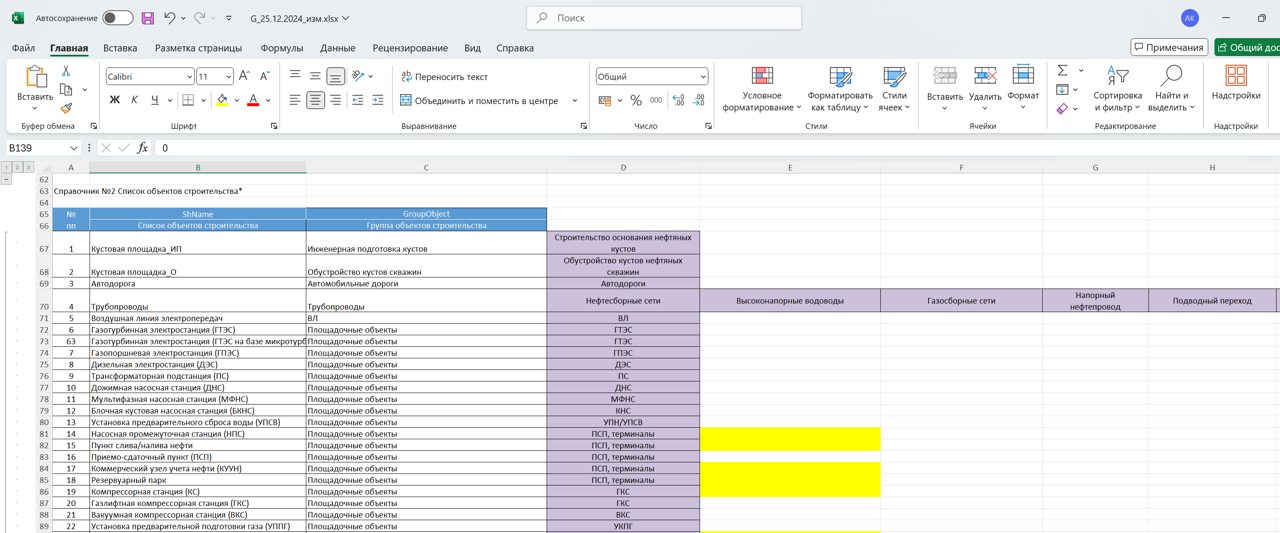 Автосохранение G_25.12.2024_изм.xlsx Поиск АК
Файл Главная Вставка Разметка страницы Формулы Данные Рецензирование Вид Справка Примечания Общий дос
Calibri 11 Переносить текст Общий
Вставить Ж К Ч Объединить и поместить в центре % 000 Условное форматирование Форматировать как таблицу Стили ячеек Вставить Удалить Формат Сортировка и фильтр Найти и выделить Надстройки
Буфер обмена Шрифт Выравнивание Число Стили Ячейки Редактирование Надстройки
B139 fx 0
1 2 3 A B C D E F G H
62
63 Справочник №2 Список объектов строительства*
64
65 № ShName GroupObject
66 пп Список объектов строительства Группа объектов строительства
67 1 Кустовая площадка_ИП Инженерная подготовка кустов Строительство основания нефтяных кустов
68 2 Кустовая площадка_О Обустройство кустов скважин Обустройство кустов нефтяных скважин
69 3 Автодорога Автомобильные дороги Автодороги
70 4 Трубопроводы Трубопроводы Нефтесборные сети Высоконапорные водоводы Газосборные сети Напорный нефтепровод Подводный переход
71 5 Воздушная линия электропередач ВЛ ВЛ
72 6 Газотурбинная электростанция (ГТЭС) Площадочные объекты ГТЭС
73 63 Газотурбинная электростанция (ГТЭС на базе микротурб Площадочные объекты ГТЭС
74 7 Газопоршневая электростанция (ГПЭС) Площадочные объекты ГПЭС
75 8 Дизельная электростанция (ДЭС) Площадочные объекты ДЭС
76 9 Трансформаторная подстанция (ПС) Площадочные объекты ПС
77 10 Дожимная насосная станция (ДНС) Площадочные объекты ДНС
78 11 Мультифазная насосная станция (МФНС) Площадочные объекты МФНС
79 12 Блочная кустовая насосная станция (БКНС) Площадочные объекты КНС
80 13 Установка предварительного сброса воды (УПСВ) Площадочные объекты УПН/УПСВ
81 14 Насосная промежуточная станция (НПС) Площадочные объекты ПСП, терминалы
82 15 Пункт слива/налива нефти Площадочные объекты ПСП, терминалы
83 16 Приемо-сдаточный пункт (ПСП) Площадочные объекты ПСП, терминалы
84 17 Коммерческий узел учета нефти (КУУН) Площадочные объекты ПСП, терминалы
85 18 Резервуарный парк Площадочные объекты ПСП, терминалы
86 19 Компрессорная станция (КС) Площадочные объекты ГКС
87 20 Газлифтная компрессорная станция (ГКС) Площадочные объекты ГКС
88 21 Вакуумная компрессорная станция (ВКС) Площадочные объекты ВКС
89 22 Установка предварительной подготовки газа (УППГ) Площадочные объекты УКПГ